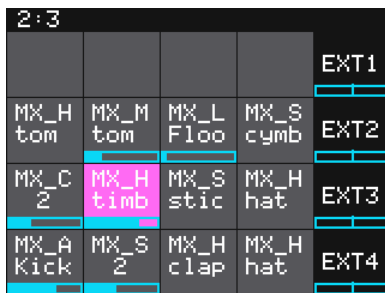 2:3
EXT1
MX_H MX_M MX_L MX_S
tom tom Floo cymb EXT2
MX_C MX_H MX_S MX_H
2 timb stic hat EXT3
MX_A MX_S MX_H MX_H
Kick 2 clap hat EXT4